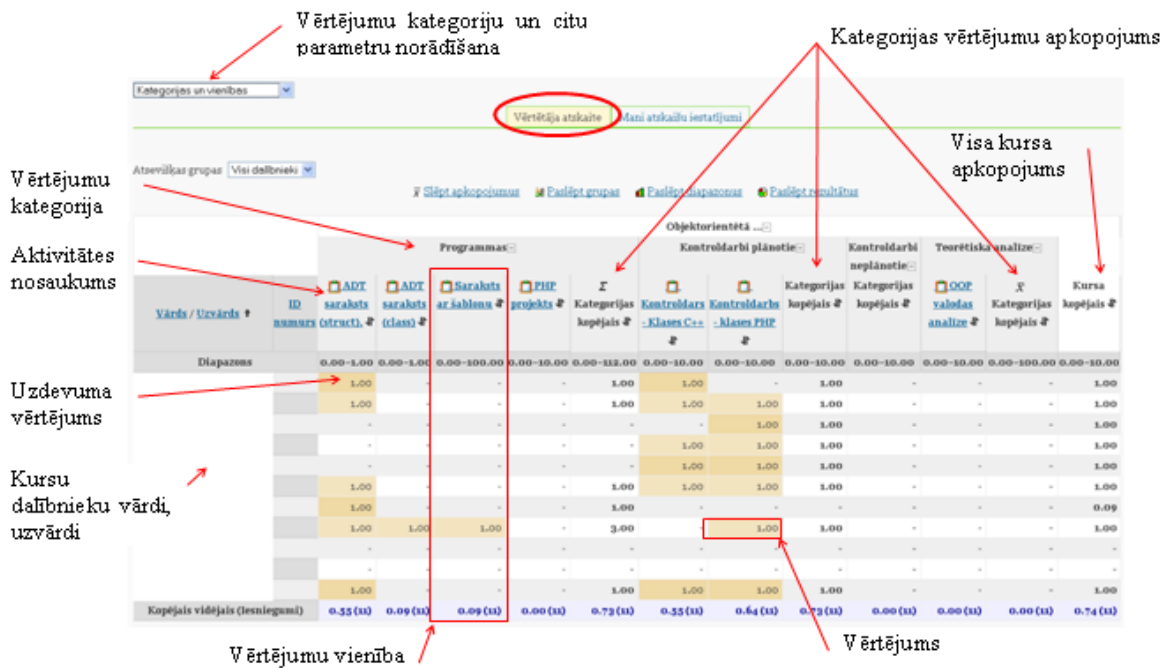 Vērtējumu kategoriju un citu
parametru norādīšana
Kategorijas vērtējumu apkopojums
Kategorijas un vienības
Vērtētāja atskaite Mani atskaišu iestatījumi
Visa kursa
apkopojums
Atsevišķas grupas Visi dalībnieki
Vērtējumu
kategorija
Slēpt apkopojumus Paslēpt grupas Paslēpt diapazonus Paslēpt rezultātus
Objektorientētā ...
Programmas Kontroldarbi plānotie Kontroldarbi neplānotie Teorētiskā analīze
Aktivitātes
nosaukums
Vārds / Uzvārds ID numurs ADT saraksts (struct). ADT saraksts (class) Saraksts ar šablonu PHP projekts Σ Kategorijas kopējais Kontroldars - Klases C++ Kontroldarbs - klases PHP Kategorijas kopējais Kategorijas kopējais OOP valodas analīze x̄ Kategorijas kopējais Kursa kopējais
Diapazons 0.00-1.00 0.00-1.00 0.00-100.00 0.00-10.00 0.00-112.00 0.00-10.00 0.00-10.00 0.00-10.00 0.00-10.00 0.00-10.00 0.00-100.00 0.00-10.00
Uzdevuma
vērtējums
Kursu
dalībnieku vārdi,
uzvārdi
1.00 - - - 1.00 1.00 - 1.00 - - - 1.00
1.00 - - - 1.00 1.00 1.00 1.00 - - - 1.00
- - - - - - 1.00 1.00 - - - 1.00
- - - - - 1.00 1.00 1.00 - - - 1.00
- - - - - 1.00 1.00 1.00 - - - 1.00
1.00 - - - 1.00 1.00 1.00 1.00 - - - 1.00
1.00 - - - 1.00 - - - - - - 0.09
1.00 1.00 1.00 - 3.00 - 1.00 1.00 - - - 1.00
- - - - - - - - - - - -
- - - - - - - - - - - -
1.00 - - - 1.00 1.00 1.00 1.00 - - - 1.00
Kopējais vidējais (Iesniegumi) 0.55 (11) 0.09 (11) 0.09 (11) 0.00 (11) 0.73 (11) 0.55 (11) 0.64 (11) 0.73 (11) 0.00 (11) 0.00 (11) 0.00 (11) 0.74 (11)
Vērtējumu vienība
Vērtējums